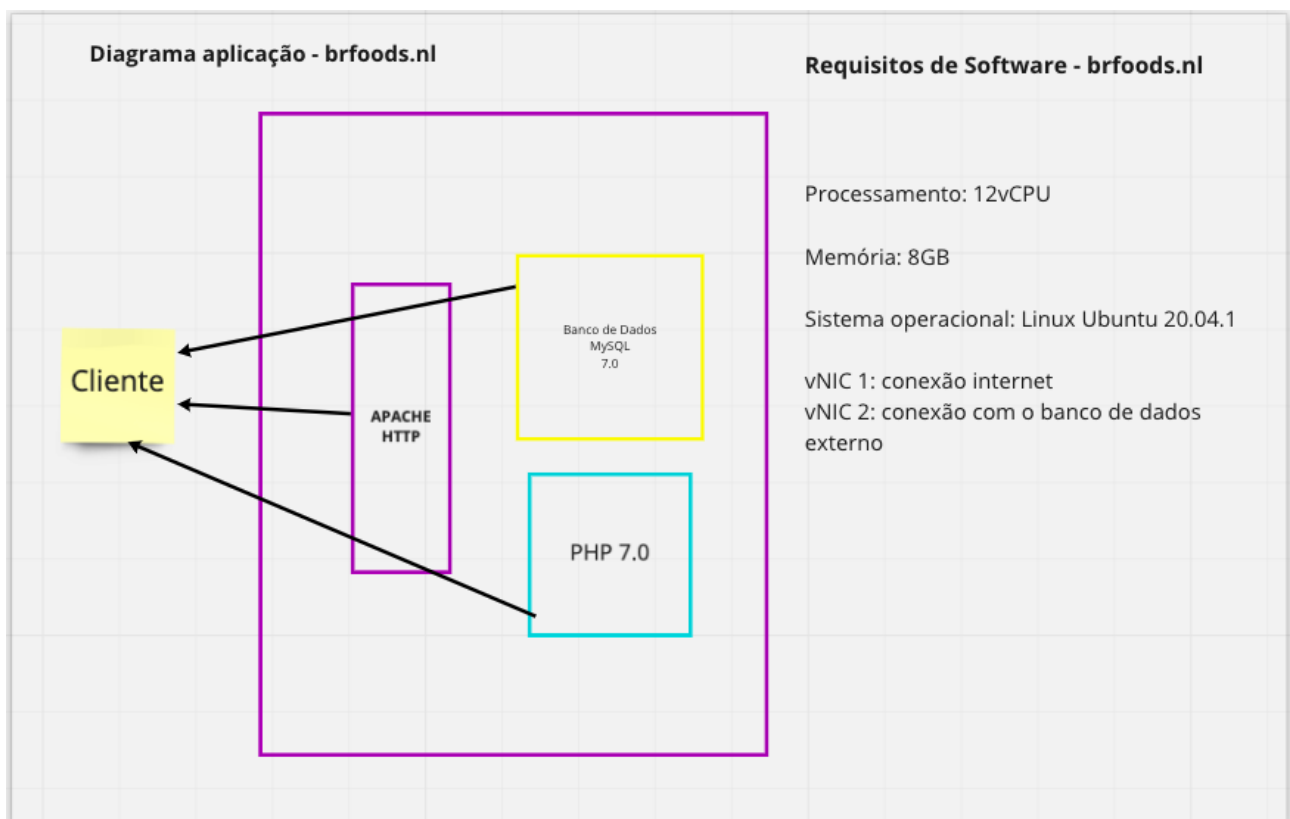 Diagrama aplicação - brfoods.nl
Requisitos de Software - brfoods.nl
Cliente
APACHE
HTTP
Banco de Dados
MySQL
7.0
PHP 7.0
Processamento: 12vCPU
Memória: 8GB
Sistema operacional: Linux Ubuntu 20.04.1
vNIC 1: conexão internet
vNIC 2: conexão com o banco de dados
externo